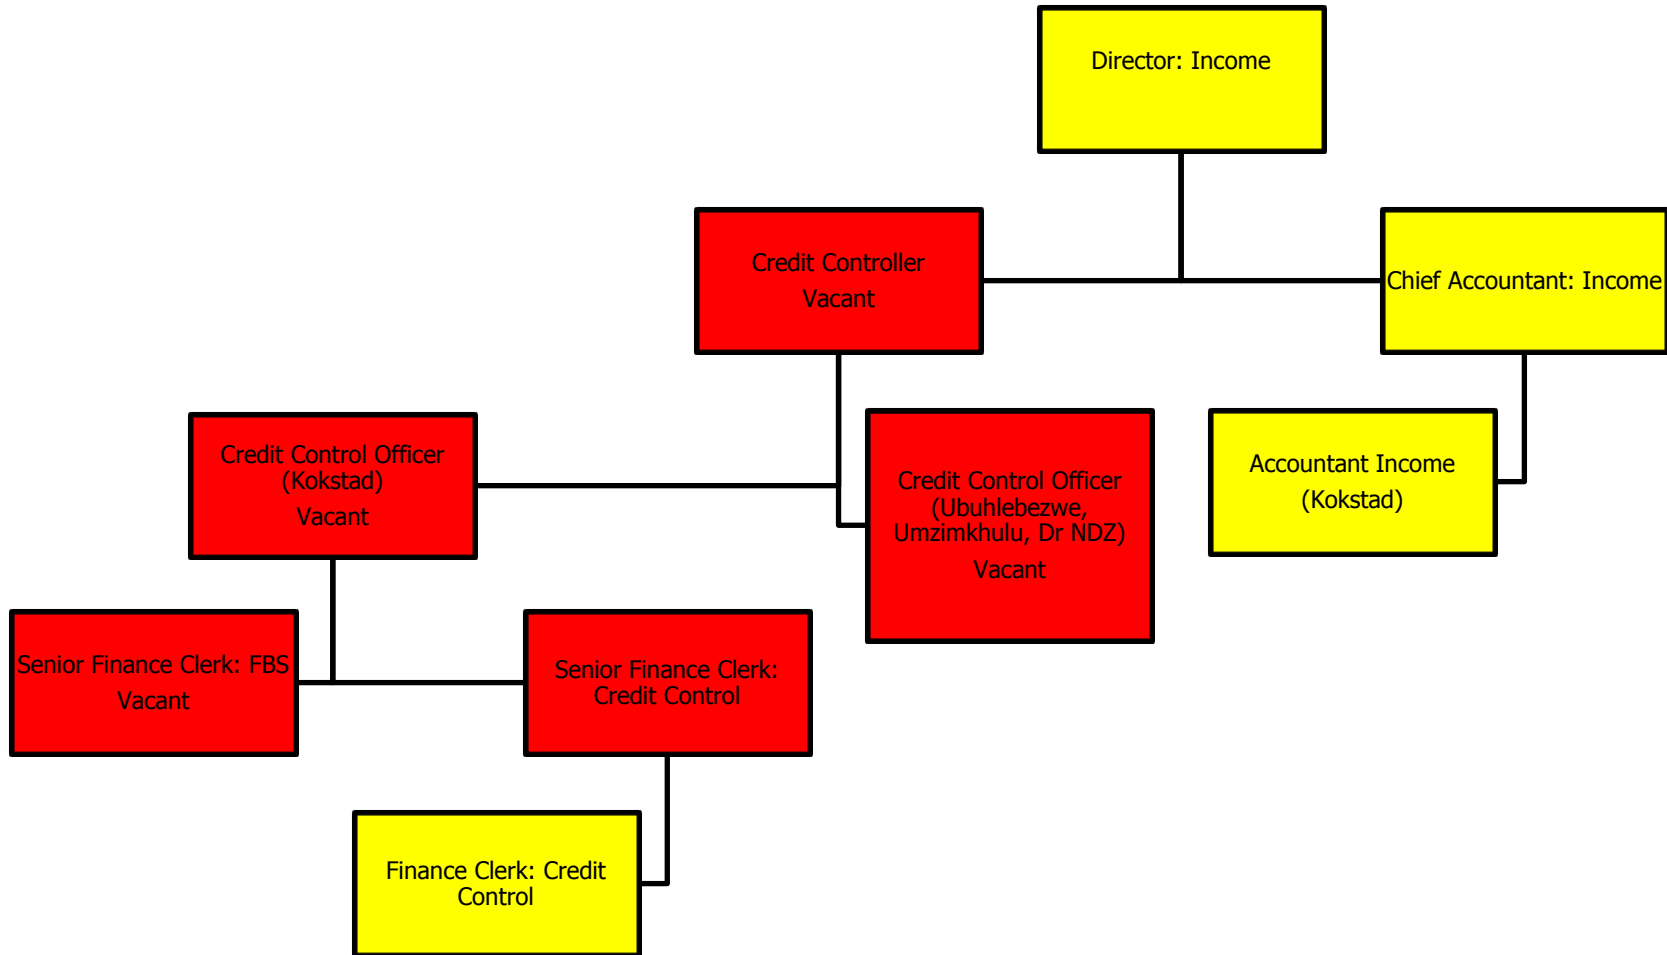 Director: Income
Credit Controller
Vacant
Chief Accountant: Income
Credit Control Officer
(Kokstad)
Vacant
Credit Control Officer
(Ubuhlebezwe,
Umzimkhulu, Dr NDZ)
Vacant
Accountant Income
(Kokstad)
Senior Finance Clerk: FBS
Vacant
Senior Finance Clerk:
Credit Control
Finance Clerk: Credit
Control